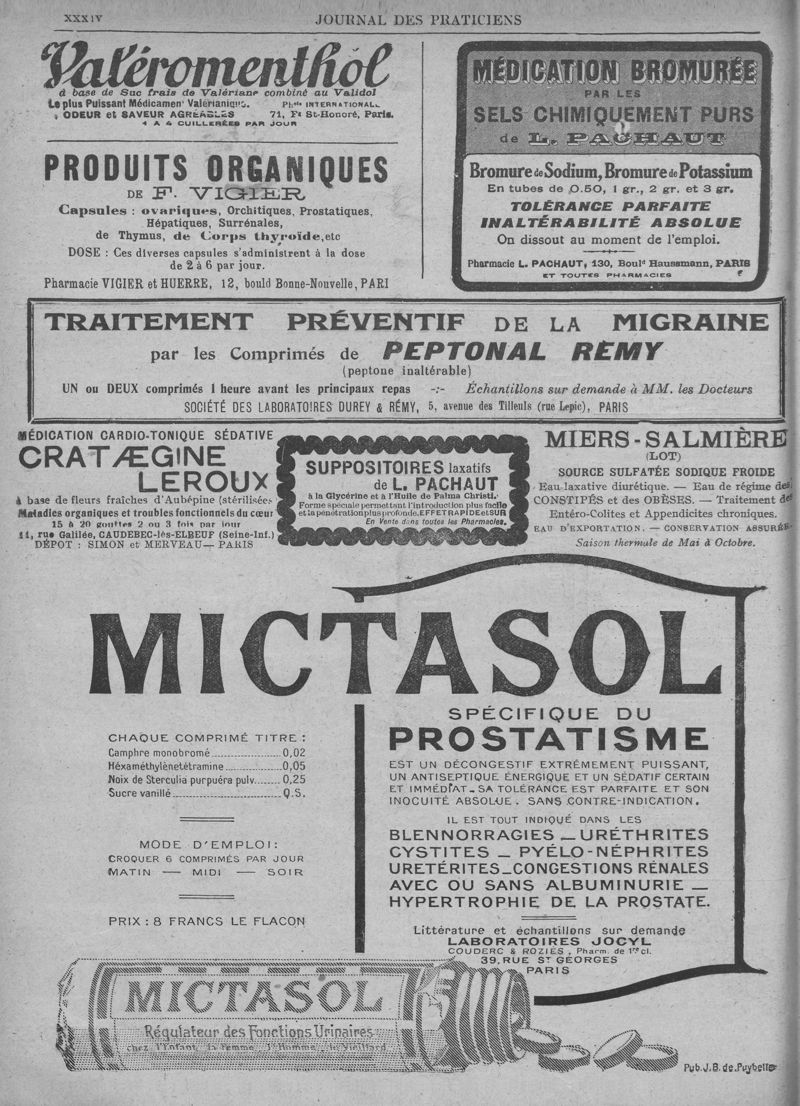 XXXIV
JOURNAL DES PRATICIENS
Valéromenthol
à base de Suc frais de Valériane combiné au Validol
Le plus Puissant Médicament Valérianique.
ODEUR et SAVEUR AGREABLES
1 A 4 CUILLERÉES PAR JOUR
Phcie INTERNATIONALE
71, Fg St-Honoré, Paris.
PRODUITS ORGANIQUES
DE F. VIGIER
Capsules : ovariques, Orchitiques, Prostatiques,
Hépatiques, Surrénales,
de Thymus, de Corps thyroïde,etc
DOSE : Ces diverses capsules s'administrent à la dose
de 2 à 6 par jour.
Pharmacie VIGIER et HUERRE, 12, bould Bonne-Nouvelle, PARI
MÉDICATION BROMURÉE
PAR LES
SELS CHIMIQUEMENT PURS
de L. PACHAUT
Bromure de Sodium, Bromure de Potassium
En tubes de 0.50, 1 gr., 2 gr. et 3 gr.
TOLÉRANCE PARFAITE
INALTÉRABILITÉ ABSOLUE
On dissout au moment de l'emploi.
Pharmacie L. PACHAUT, 130, Bould Haussmann, PARIS
ET TOUTES PHARMACIES
TRAITEMENT PRÉVENTIF DE LA MIGRAINE
par les Comprimés de PEPTONAL REMY
(peptone inaltérable)
UN ou DEUX comprimés 1 heure avant les principaux repas -:- Échantillons sur demande à MM. les Docteurs
SOCIÉTÉ DES LABORATOIRES DUREY & RÉMY, 5, avenue des Tilleuls (rue Lepic), PARIS
MÉDICATION CARDIO-TONIQUE SÉDATIVE
CRATÆGINE
LEROUX
à base de fleurs fraîches d'Aubépine (stérilisées
Maladies organiques et troubles fonctionnels du cœur
15 à 20 gouttes 2 ou 3 fois par jour
11, rue Galilée, CAUDEBEC-lès-ELBEUF (Seine-Inf.)
DÉPOT : SIMON et MERVEAU— PARIS
SUPPOSITOIRES laxatifs
de L. PACHAUT
à la Glycérine et à l'Huile de Palma Christi.
Forme spéciale permettant l'introduction plus facile
et la pénétration plus profonde. EFFET RAPIDE et SUR
En Vente dans toutes les Pharmacies.
MIERS-SALMIÈRE
(LOT)
SOURCE SULFATÉE SODIQUE FROIDE
Eau laxative diurétique. — Eau de régime des
CONSTIPÉS et des OBÈSES. — Traitement des
Entéro-Colites et Appendicites chroniques.
EAU D'EXPORTATION. — CONSERVATION ASSURÉE
Saison thermale de Mai à Octobre.
MICTASOL
CHAQUE COMPRIMÉ TITRE :
Camphre monobromé 0,02
Héxaméthylènetétramine 0,05
Noix de Sterculia purpuéra pulv. 0,25
Sucre vanillé Q.S.
MODE D'EMPLOI:
CROQUER 6 COMPRIMÉS PAR JOUR
MATIN — MIDI — SOIR
PRIX : 8 FRANCS LE FLACON
SPÉCIFIQUE DU
PROSTATISME
EST UN DÉCONGESTIF EXTRÊMEMENT PUISSANT,
UN ANTISEPTIQUE ÉNERGIQUE ET UN SÉDATIF CERTAIN
ET IMMÉDIAT_SA TOLÉRANCE EST PARFAITE ET SON
INOCUITÉ ABSOLUE. SANS CONTRE-INDICATION.
IL EST TOUT INDIQUÉ DANS LES
BLENNORRAGIES _ URÉTHRITES
CYSTITES _ PYÉLO-NÉPHRITES
URETÉRITES_CONGESTIONS RÉNALES
AVEC OU SANS ALBUMINURIE _
HYPERTROPHIE DE LA PROSTATE.
Littérature et échantillons sur demande
LABORATOIRES JOCYL
COUDERC & ROZIÈS, Pharm. de 1re cl.
39, RUE ST GEORGES
PARIS
MICTASOL
Régulateur des Fonctions Urinaires
chez l'Enfant, la Femme, l'Homme, le Vieillard
Pub. J. B. de Puybelle